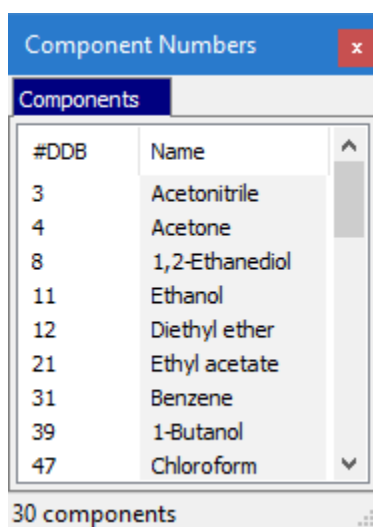 Component Numbers x
Components
#DDB Name
3 Acetonitrile
4 Acetone
8 1,2-Ethanediol
11 Ethanol
12 Diethyl ether
21 Ethyl acetate
31 Benzene
39 1-Butanol
47 Chloroform
30 components